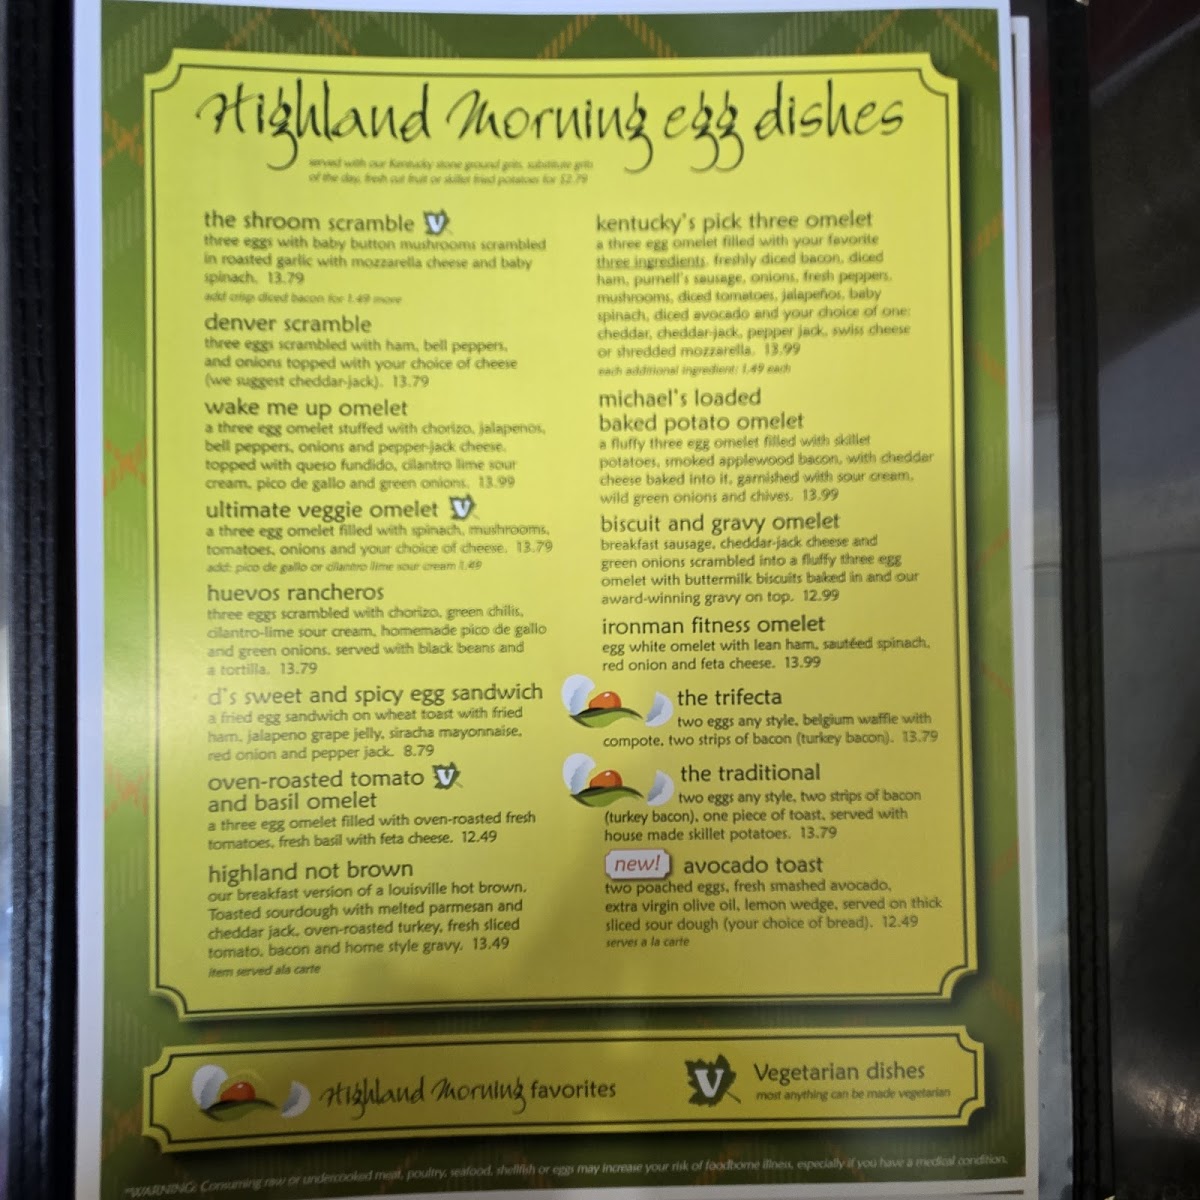 Highland Morning egg dishes
served with our Kentucky stone ground grits, substitute grits
of the day, fresh cut fruit or skillet fried potatoes for $2.79
the shroom scramble V
three eggs with baby button mushrooms scrambled
in roasted garlic with mozzarella cheese and baby
spinach. 13.79
add crisp diced bacon for 1.49 more
denver scramble
three eggs scrambled with ham, bell peppers,
and onions topped with your choice of cheese
(we suggest cheddar-jack). 13.79
wake me up omelet
a three egg omelet stuffed with chorizo, jalapenos,
bell peppers, onions and pepper-jack cheese,
topped with queso fundido, cilantro lime sour
cream, pico de gallo and green onions. 13.99
ultimate veggie omelet V
a three egg omelet filled with spinach, mushrooms,
tomatoes, onions and your choice of cheese. 13.79
add: pico de gallo or cilantro lime sour cream 1.49
huevos rancheros
three eggs scrambled with chorizo, green chilis,
cilantro-lime sour cream, homemade pico de gallo
and green onions, served with black beans and
a tortilla. 13.79
d's sweet and spicy egg sandwich
a fried egg sandwich on wheat toast with fried
ham, jalapeno grape jelly, siracha mayonnaise,
red onion and pepper jack. 8.79
oven-roasted tomato V
and basil omelet
a three egg omelet filled with oven-roasted fresh
tomatoes, fresh basil with feta cheese. 12.49
highland not brown
our breakfast version of a louisville hot brown.
Toasted sourdough with melted parmesan and
cheddar jack, oven-roasted turkey, fresh sliced
tomato, bacon and home style gravy. 13.49
item served ala carte
kentucky's pick three omelet
a three egg omelet filled with your favorite
three ingredients. freshly diced bacon, diced
ham, purnell's sausage, onions, fresh peppers,
mushrooms, diced tomatoes, jalapeños, baby
spinach, diced avocado and your choice of one:
cheddar, cheddar-jack, pepper jack, swiss cheese
or shredded mozzarella. 13.99
each additional ingredient: 1.49 each
michael's loaded
baked potato omelet
a fluffy three egg omelet filled with skillet
potatoes, smoked applewood bacon, with cheddar
cheese baked into it, garnished with sour cream,
wild green onions and chives. 13.99
biscuit and gravy omelet
breakfast sausage, cheddar-jack cheese and
green onions scrambled into a fluffy three egg
omelet with buttermilk biscuits baked in and our
award-winning gravy on top. 12.99
ironman fitness omelet
egg white omelet with lean ham, sautéed spinach,
red onion and feta cheese. 13.99
the trifecta
two eggs any style, belgium waffle with
compote, two strips of bacon (turkey bacon). 13.79
the traditional
two eggs any style, two strips of bacon
(turkey bacon), one piece of toast, served with
house made skillet potatoes. 13.79
new! avocado toast
two poached eggs, fresh smashed avocado,
extra virgin olive oil, lemon wedge, served on thick
sliced sour dough (your choice of bread). 12.49
serves a la carte
Highland Morning favorites
V Vegetarian dishes
most anything can be made vegetarian
*WARNING: Consuming raw or undercooked meat, poultry, seafood, shellfish or eggs may increase your risk of foodborne illness, especially if you have a medical condition.